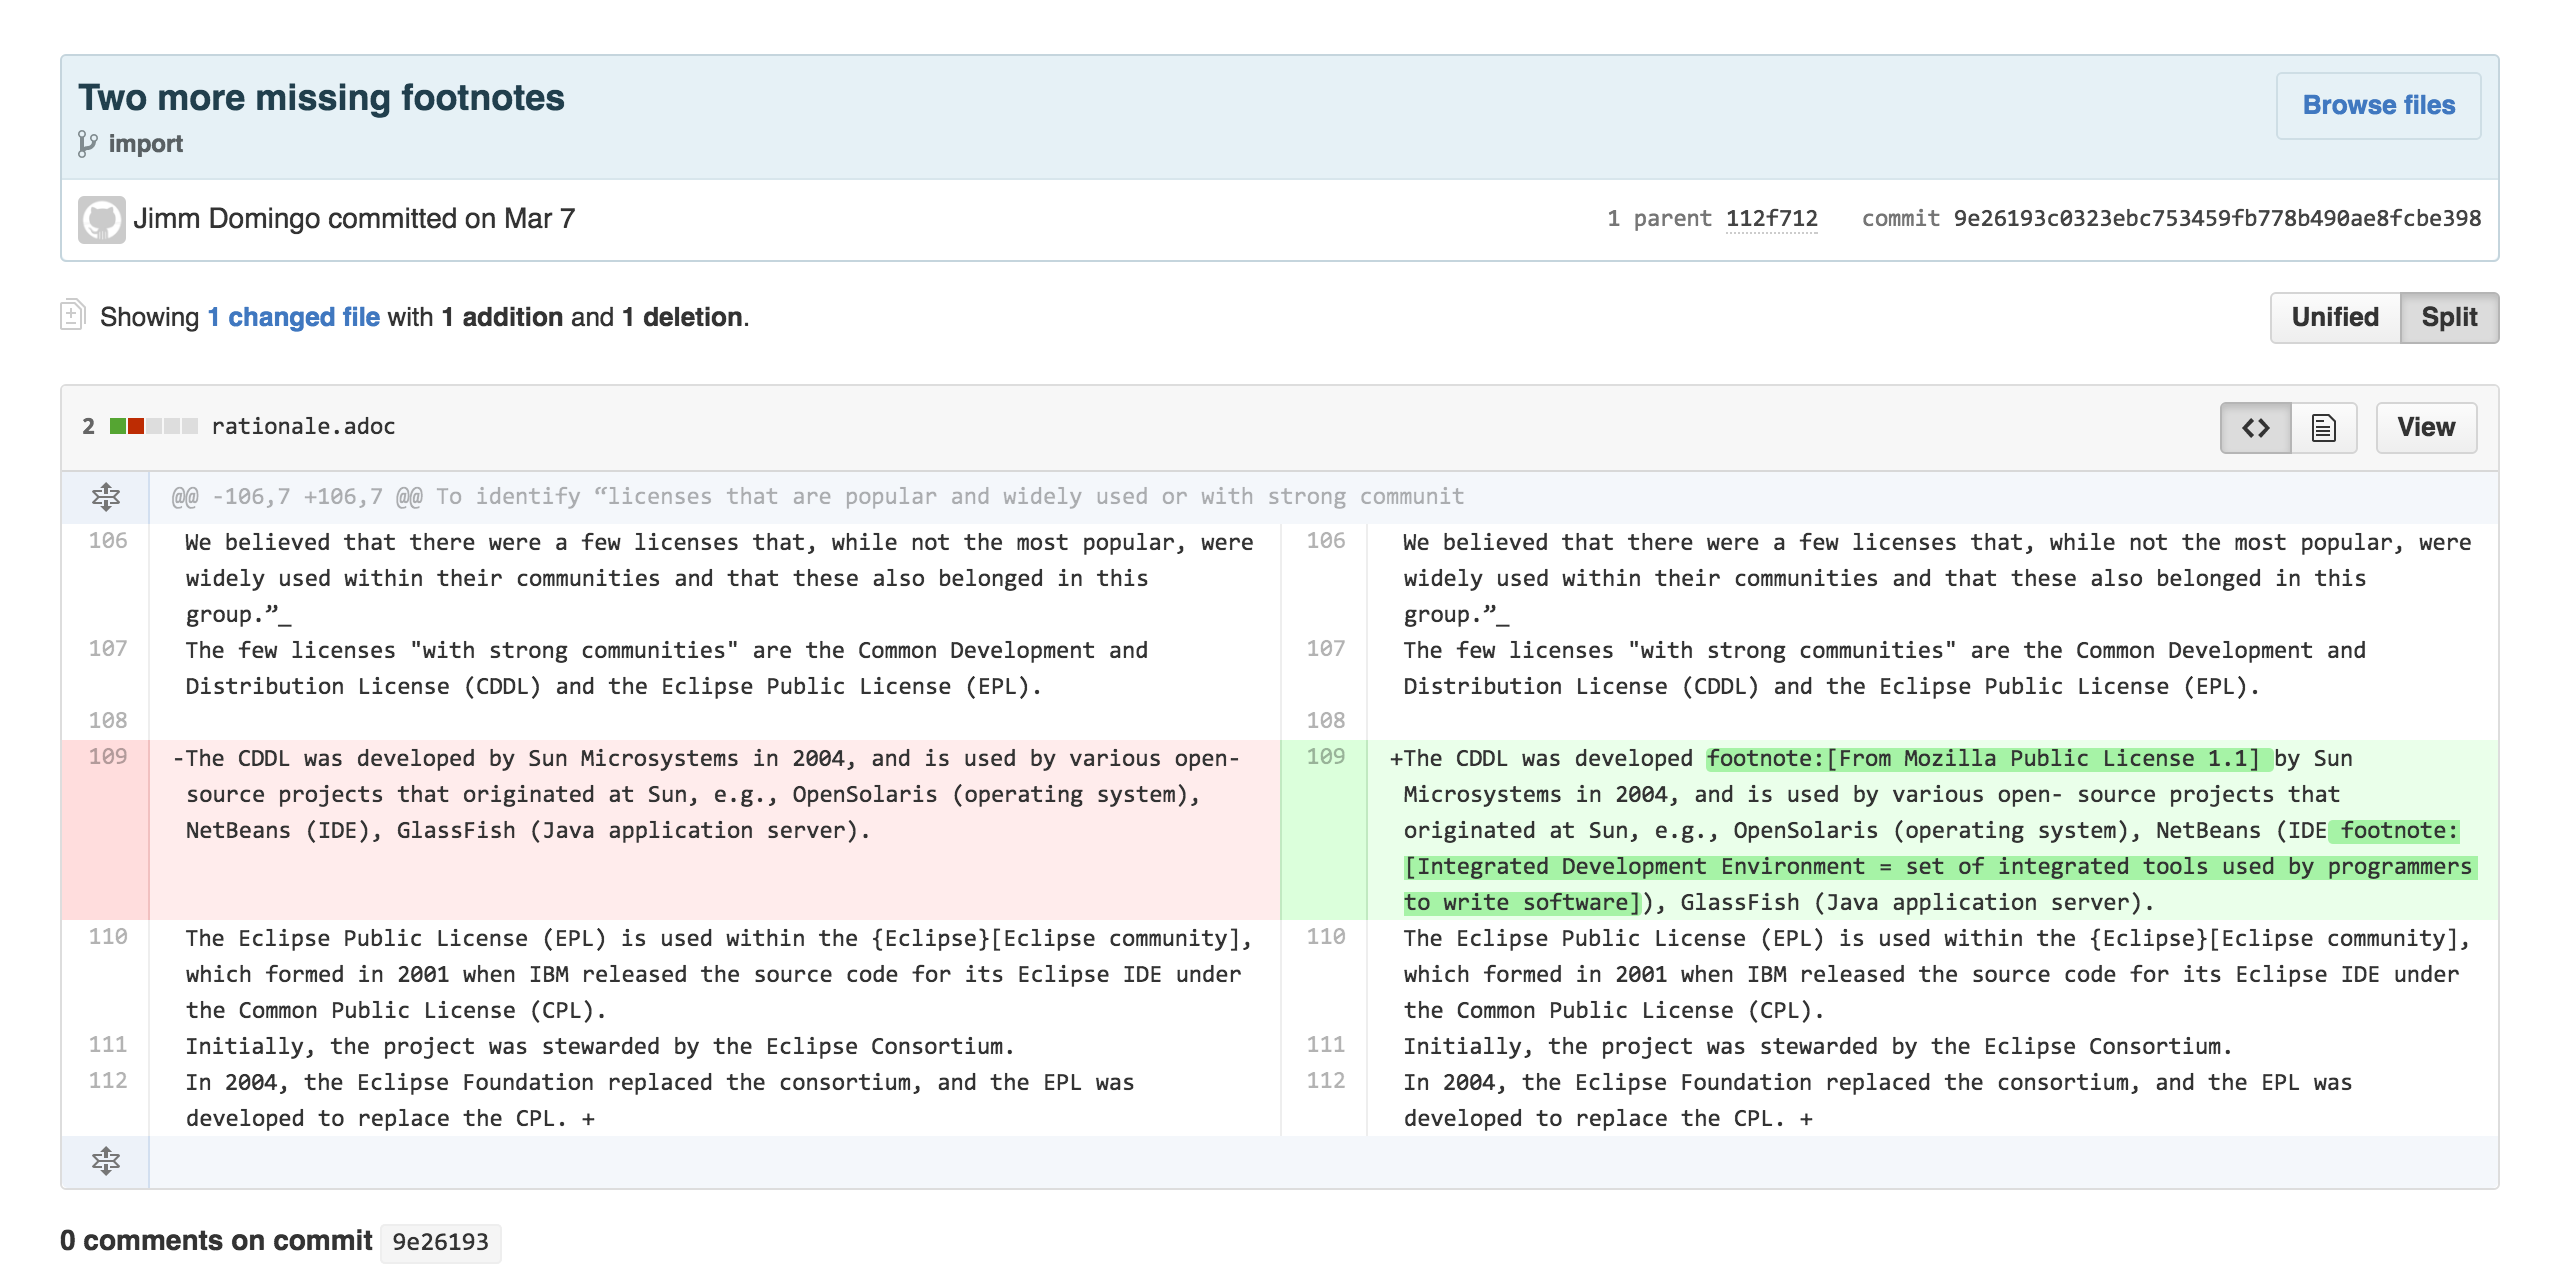 Two more missing footnotes
Browse files
import
Jimm Domingo committed on Mar 7
1 parent 112f712 commit 9e26193c0323ebc753459fb778b490ae8fcbe398
Showing 1 changed file with 1 addition and 1 deletion.
Unified Split
2 rationale.adoc
<> View
@@ -106,7 +106,7 @@ To identify “licenses that are popular and widely used or with strong communit
106 We believed that there were a few licenses that, while not the most popular, were
widely used within their communities and that these also belonged in this
group.”_
107 The few licenses "with strong communities" are the Common Development and
Distribution License (CDDL) and the Eclipse Public License (EPL).
108
109 -The CDDL was developed by Sun Microsystems in 2004, and is used by various open-
source projects that originated at Sun, e.g., OpenSolaris (operating system),
NetBeans (IDE), GlassFish (Java application server).
110 The Eclipse Public License (EPL) is used within the {Eclipse}[Eclipse community],
which formed in 2001 when IBM released the source code for its Eclipse IDE under
the Common Public License (CPL).
111 Initially, the project was stewarded by the Eclipse Consortium.
112 In 2004, the Eclipse Foundation replaced the consortium, and the EPL was
developed to replace the CPL. +
106 We believed that there were a few licenses that, while not the most popular, were
widely used within their communities and that these also belonged in this
group.”_
107 The few licenses "with strong communities" are the Common Development and
Distribution License (CDDL) and the Eclipse Public License (EPL).
108
109 +The CDDL was developed footnote:[From Mozilla Public License 1.1] by Sun
Microsystems in 2004, and is used by various open- source projects that
originated at Sun, e.g., OpenSolaris (operating system), NetBeans (IDE footnote:
[Integrated Development Environment = set of integrated tools used by programmers
to write software]), GlassFish (Java application server).
110 The Eclipse Public License (EPL) is used within the {Eclipse}[Eclipse community],
which formed in 2001 when IBM released the source code for its Eclipse IDE under
the Common Public License (CPL).
111 Initially, the project was stewarded by the Eclipse Consortium.
112 In 2004, the Eclipse Foundation replaced the consortium, and the EPL was
developed to replace the CPL. +
0 comments on commit 9e26193